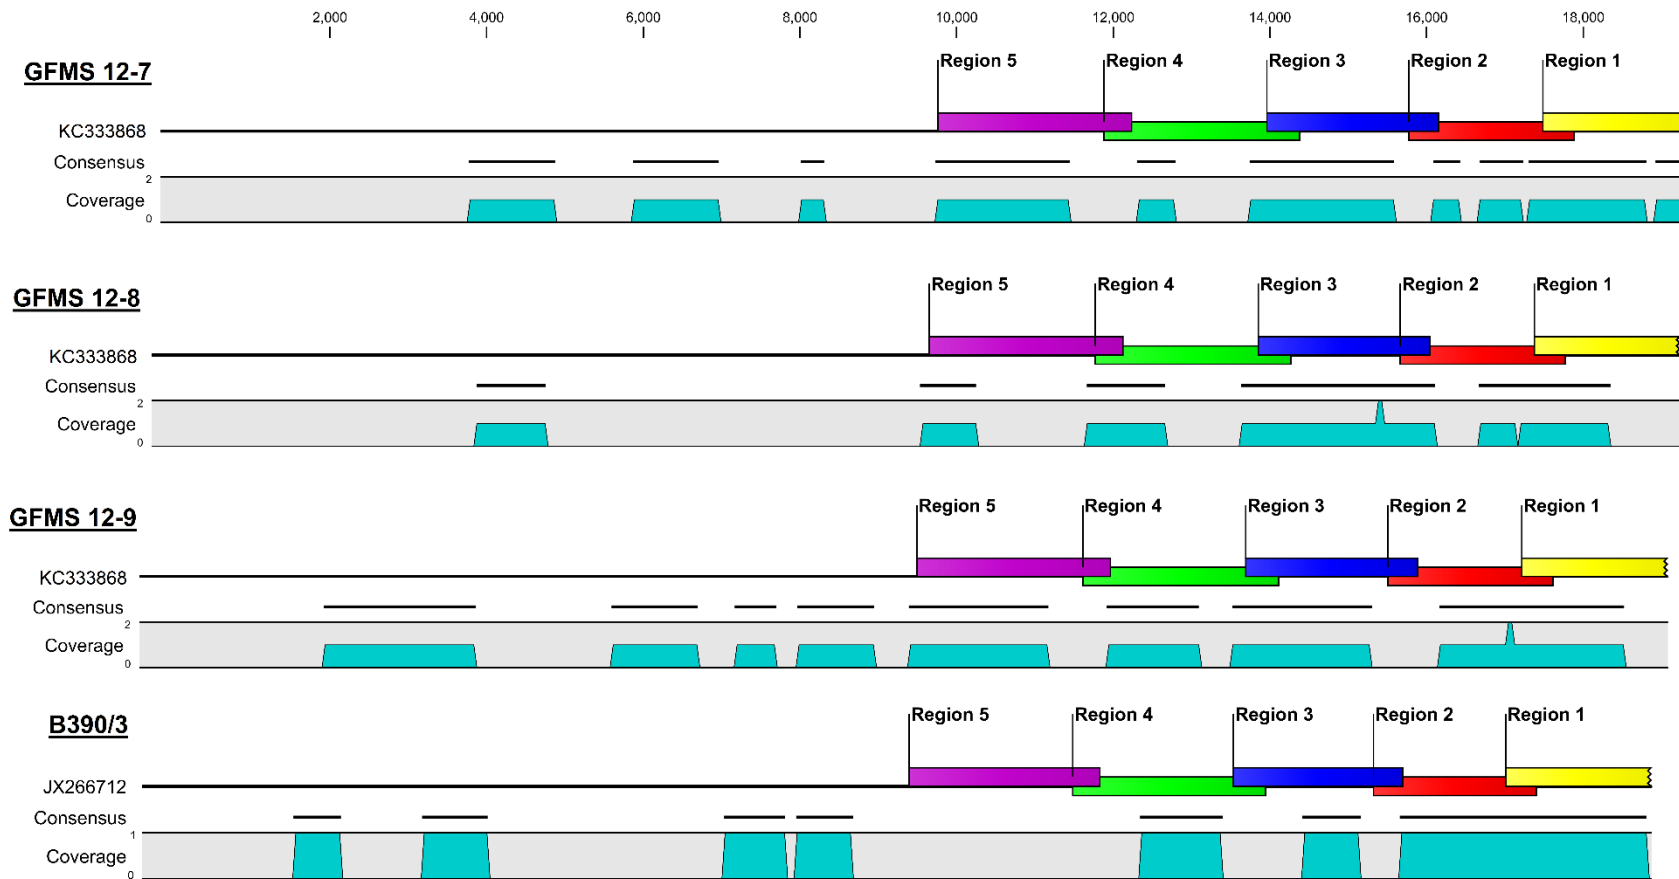 2,000 4,000 6,000 8,000 10,000 12,000 14,000 16,000 18,000
GFMS 12-7 Region 5 Region 4 Region 3 Region 2 Region 1
KC333868
Consensus
2
Coverage
0
GFMS 12-8 Region 5 Region 4 Region 3 Region 2 Region 1
KC333868
Consensus
2
Coverage
0
GFMS 12-9 Region 5 Region 4 Region 3 Region 2 Region 1
KC333868
Consensus
2
Coverage
0
B390/3 Region 5 Region 4 Region 3 Region 2 Region 1
JX266712
Consensus
1
Coverage
0